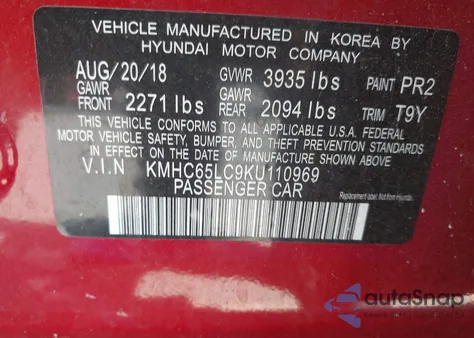 VEHICLE MANUFACTURED IN KOREA BY
HYUNDAI MOTOR COMPANY
AUG/20/18 GVWR 3935 lbs PAINT PR2
GAWR FRONT 2271 lbs GAWR REAR 2094 lbs TRIM T9Y
THIS VEHICLE CONFORMS TO ALL APPLICABLE U.S.A. FEDERAL
MOTOR VEHICLE SAFETY, BUMPER, AND THEFT PREVENTION STANDARDS
IN EFFECT ON THE DATE OF MANUFACTURE SHOWN ABOVE.
V.I.N KMHC65LC9KU110969
PASSENGER CAR
autaSnap